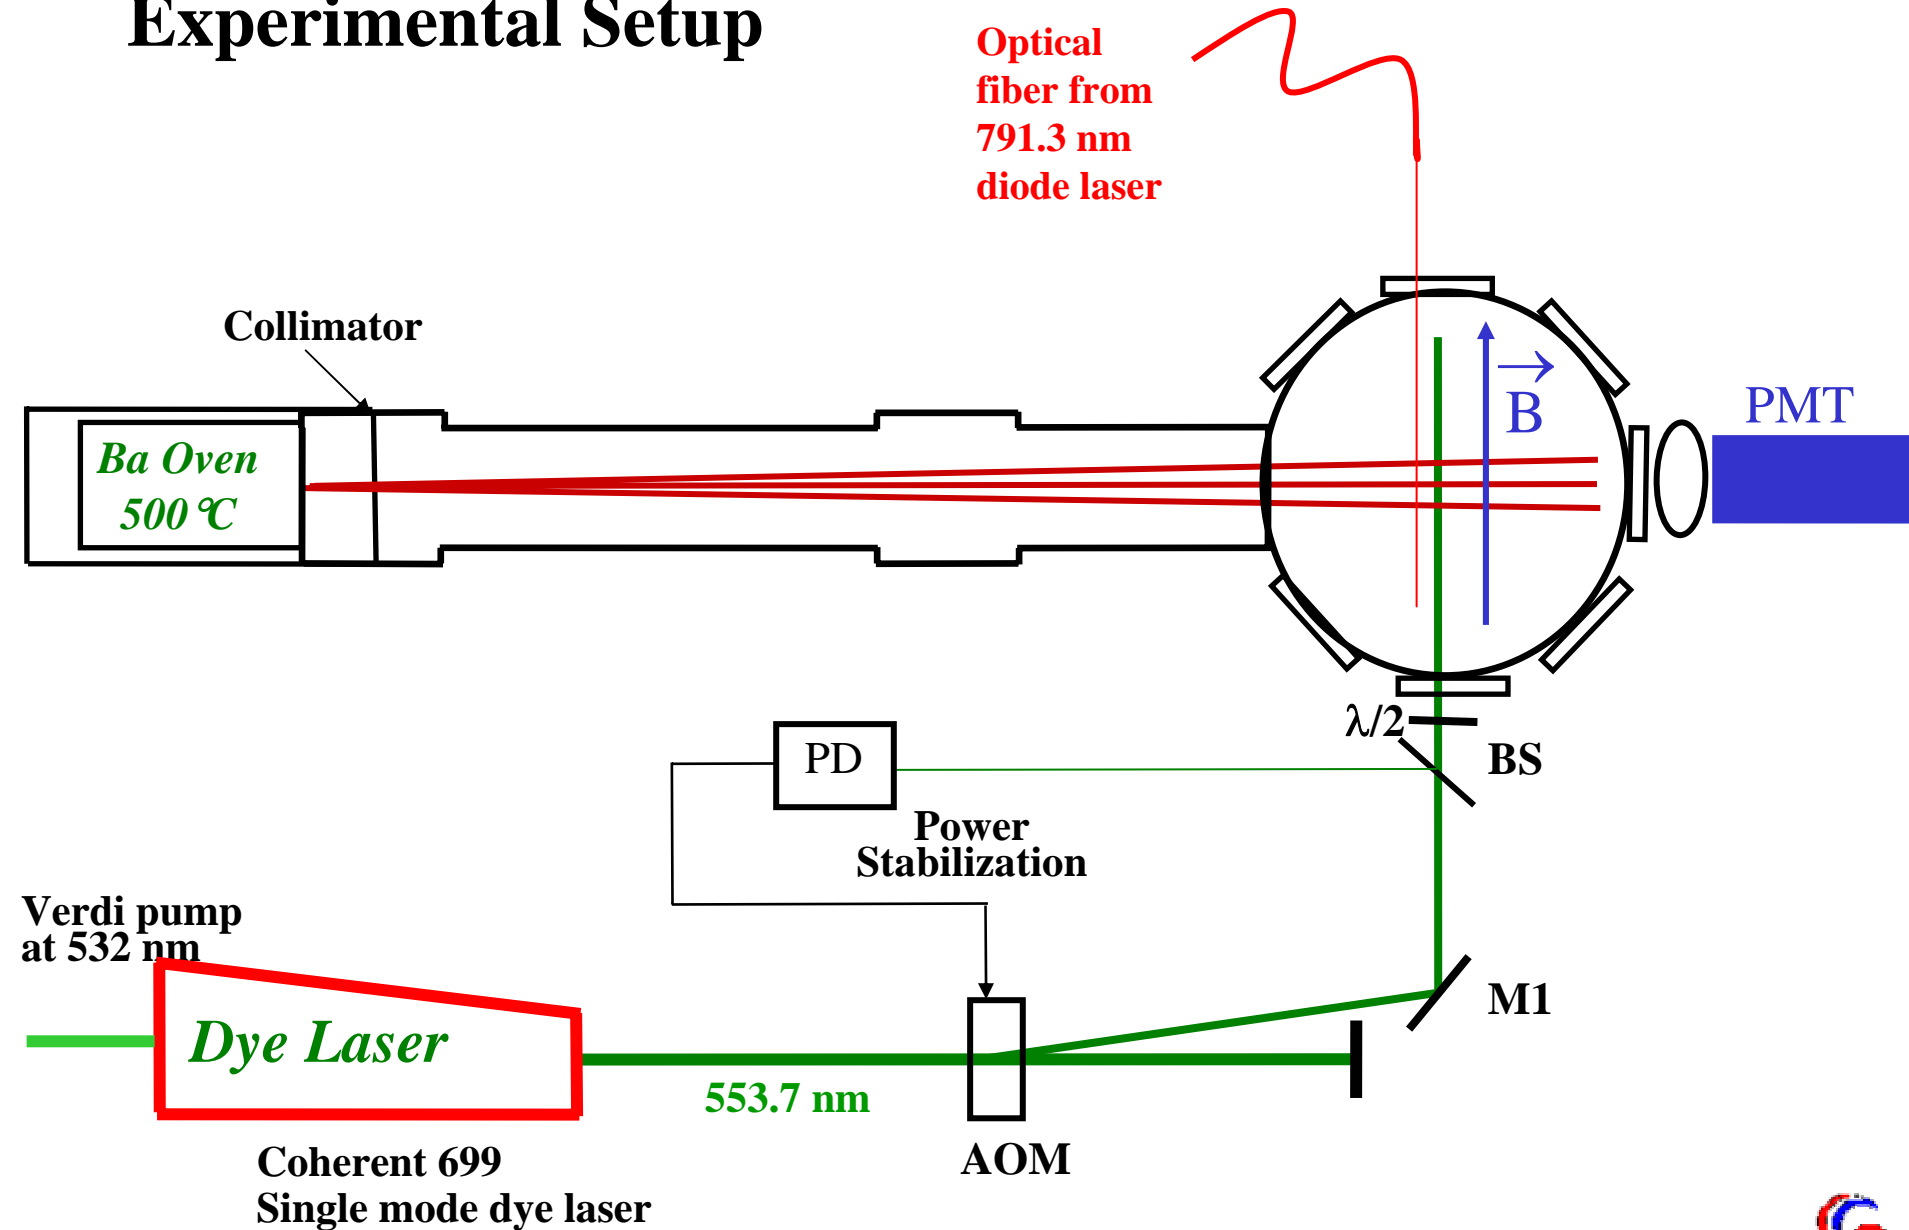 Experimental Setup
Optical
fiber from
791.3 nm
diode laser
Collimator
Ba Oven
500 °C
B
PMT
λ/2
BS
PD
Power
Stabilization
Verdi pump
at 532 nm
M1
Dye Laser
553.7 nm
AOM
Coherent 699
Single mode dye laser